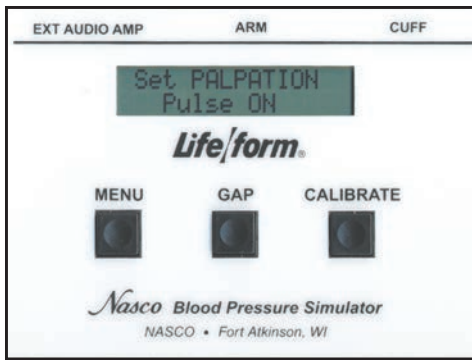 EXT AUDIO AMP ARM CUFF
Set PALPATION
Pulse ON
Life/form®
MENU GAP CALIBRATE
Nasco Blood Pressure Simulator
NASCO • Fort Atkinson, WI